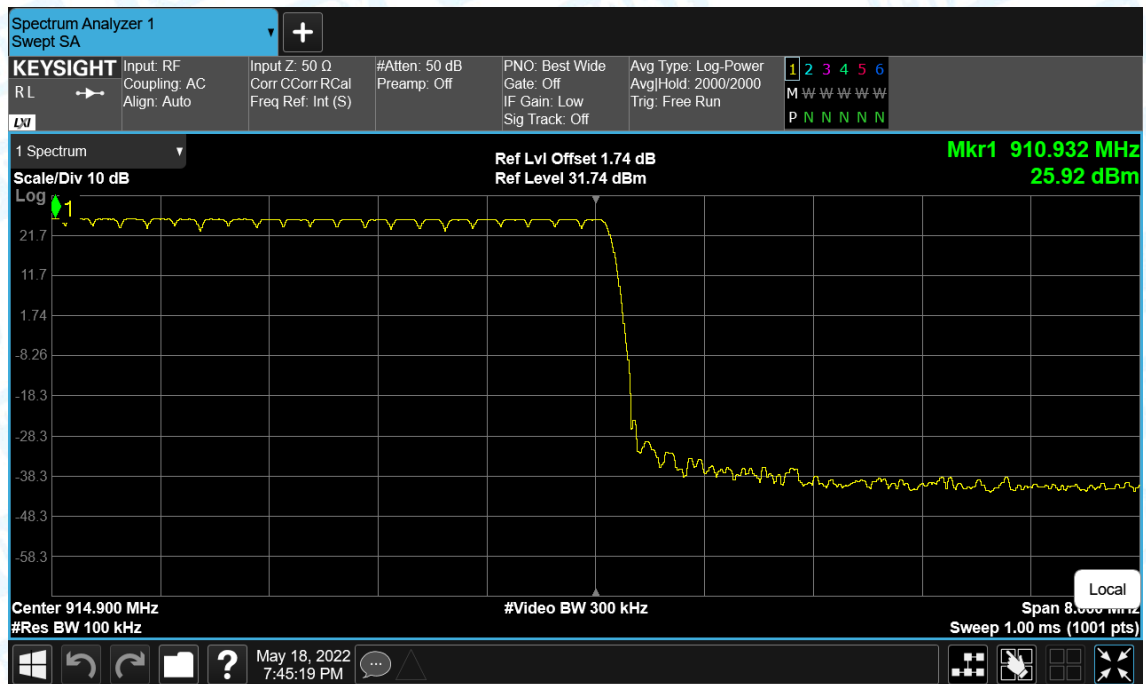 Spectrum Analyzer 1
Swept SA
+
KEYSIGHT
R L
LXI
Input: RF
Coupling: AC
Align: Auto
Input Z: 50 Ω
Corr CCorr RCal
Freq Ref: Int (S)
#Atten: 50 dB
Preamp: Off
PNO: Best Wide
Gate: Off
IF Gain: Low
Sig Track: Off
Avg Type: Log-Power
Avg|Hold: 2000/2000
Trig: Free Run
1 2 3 4 5 6
M W W W W W
P N N N N N
1 Spectrum
Scale/Div 10 dB
Log
Ref Lvl Offset 1.74 dB
Ref Level 31.74 dBm
Mkr1 910.932 MHz
25.92 dBm
1
21.7
11.7
1.74
-8.26
-18.3
-28.3
-38.3
-48.3
-58.3
Local
Center 914.900 MHz
#Video BW 300 kHz
Span 8.000 MHz
#Res BW 100 kHz
Sweep 1.00 ms (1001 pts)
?
May 18, 2022
7:45:19 PM